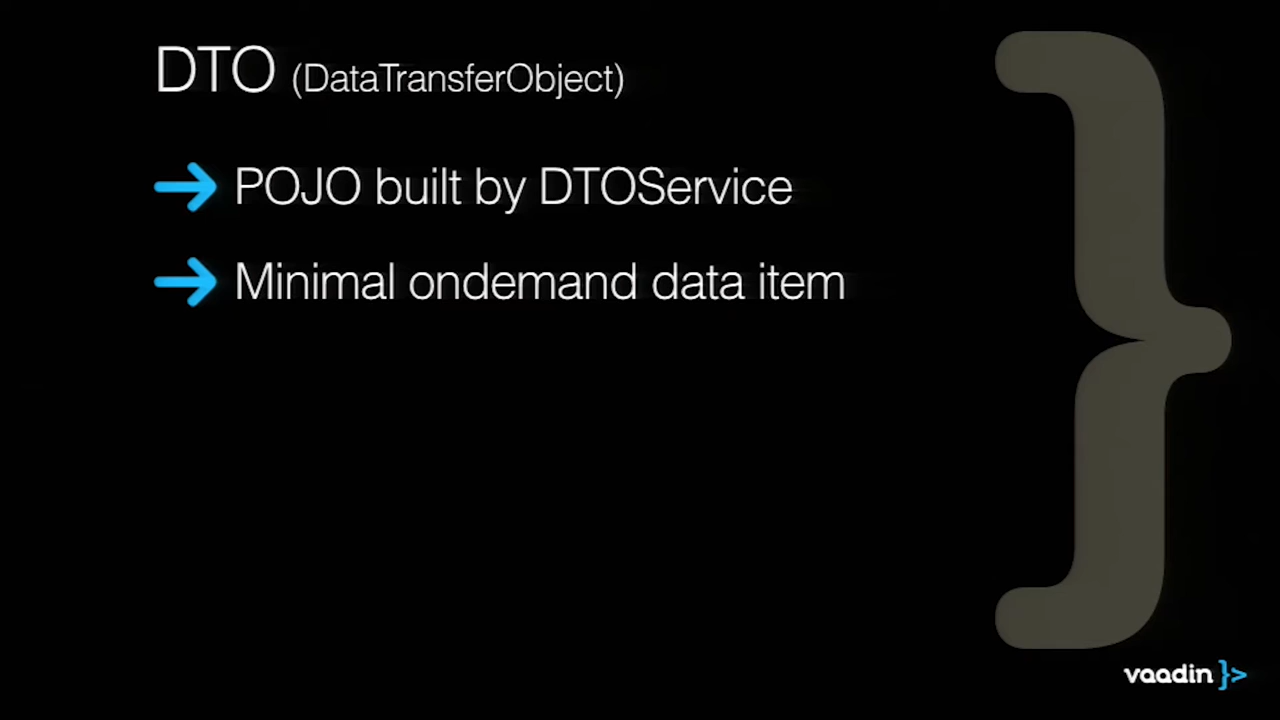 DTO (DataTransferObject)
POJO built by DTOService
Minimal ondemand data item
vaadin }>